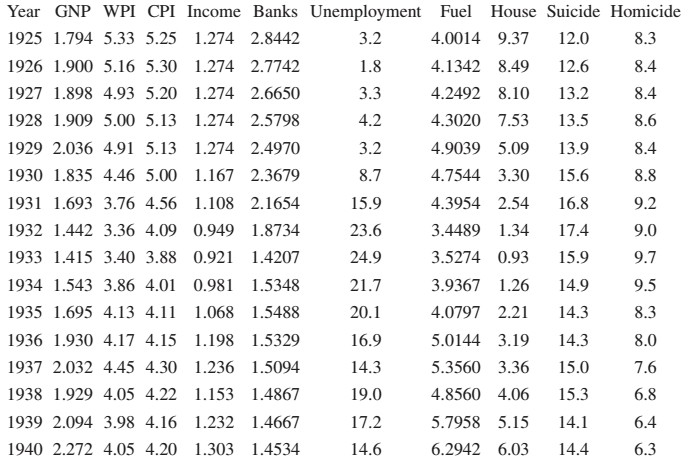 Year GNP WPI CPI Income Banks Unemployment Fuel House Suicide Homicide
1925 1.794 5.33 5.25 1.274 2.8442 3.2 4.0014 9.37 12.0 8.3
1926 1.900 5.16 5.30 1.274 2.7742 1.8 4.1342 8.49 12.6 8.4
1927 1.898 4.93 5.20 1.274 2.6650 3.3 4.2492 8.10 13.2 8.4
1928 1.909 5.00 5.13 1.274 2.5798 4.2 4.3020 7.53 13.5 8.6
1929 2.036 4.91 5.13 1.274 2.4970 3.2 4.9039 5.09 13.9 8.4
1930 1.835 4.46 5.00 1.167 2.3679 8.7 4.7544 3.30 15.6 8.8
1931 1.693 3.76 4.56 1.108 2.1654 15.9 4.3954 2.54 16.8 9.2
1932 1.442 3.36 4.09 0.949 1.8734 23.6 3.4489 1.34 17.4 9.0
1933 1.415 3.40 3.88 0.921 1.4207 24.9 3.5274 0.93 15.9 9.7
1934 1.543 3.86 4.01 0.981 1.5348 21.7 3.9367 1.26 14.9 9.5
1935 1.695 4.13 4.11 1.068 1.5488 20.1 4.0797 2.21 14.3 8.3
1936 1.930 4.17 4.15 1.198 1.5329 16.9 5.0144 3.19 14.3 8.0
1937 2.032 4.45 4.30 1.236 1.5094 14.3 5.3560 3.36 15.0 7.6
1938 1.929 4.05 4.22 1.153 1.4867 19.0 4.8560 4.06 15.3 6.8
1939 2.094 3.98 4.16 1.232 1.4667 17.2 5.7958 5.15 14.1 6.4
1940 2.272 4.05 4.20 1.303 1.4534 14.6 6.2942 6.03 14.4 6.3